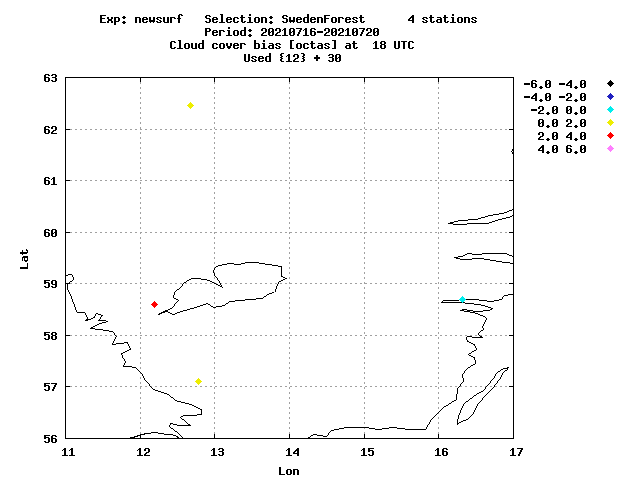 Exp: newsurf Selection: SwedenForest 4 stations
Period: 20210716-20210720
Cloud cover bias [octas] at 18 UTC
Used {12} + 30
63
62
61
60
59
58
57
56
11 12 13 14 15 16 17
Lat
Lon
-6.0 -4.0
-4.0 -2.0
-2.0 0.0
0.0 2.0
2.0 4.0
4.0 6.0